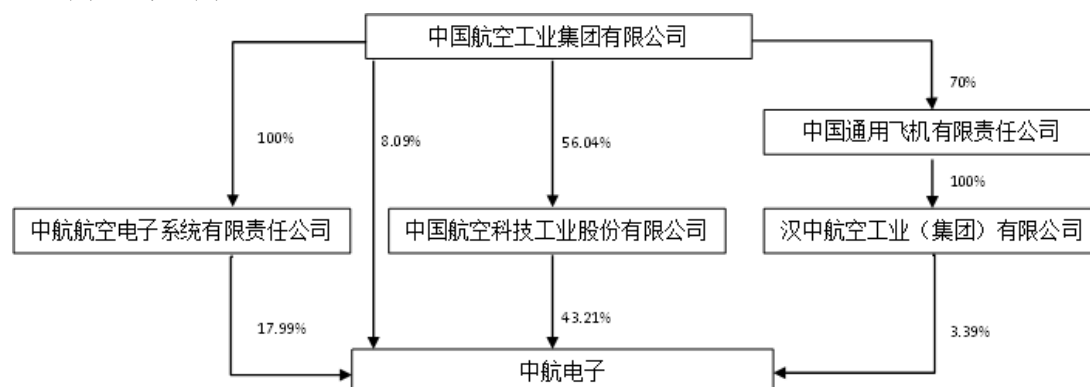 中国航空工业集团有限公司
70%
中国通用飞机有限责任公司
100%
8.09%
56.04%
100%
中航航空电子系统有限责任公司
中国航空科技工业股份有限公司
汉中航空工业（集团）有限公司
17.99%
43.21%
3.39%
中航电子